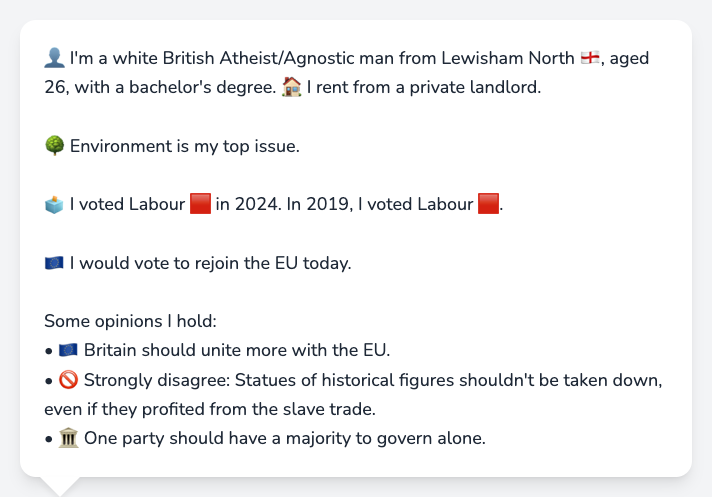 👤 I'm a white British Atheist/Agnostic man from Lewisham North 🏴󠁧󠁢󠁥󠁮󠁧󠁿, aged
26, with a bachelor's degree. 🏠 I rent from a private landlord.
🌳 Environment is my top issue.
🗳️ I voted Labour 🟥 in 2024. In 2019, I voted Labour 🟥.
🇪🇺 I would vote to rejoin the EU today.
Some opinions I hold:
• 🇪🇺 Britain should unite more with the EU.
• 🚫 Strongly disagree: Statues of historical figures shouldn't be taken down,
even if they profited from the slave trade.
• 🏛️ One party should have a majority to govern alone.